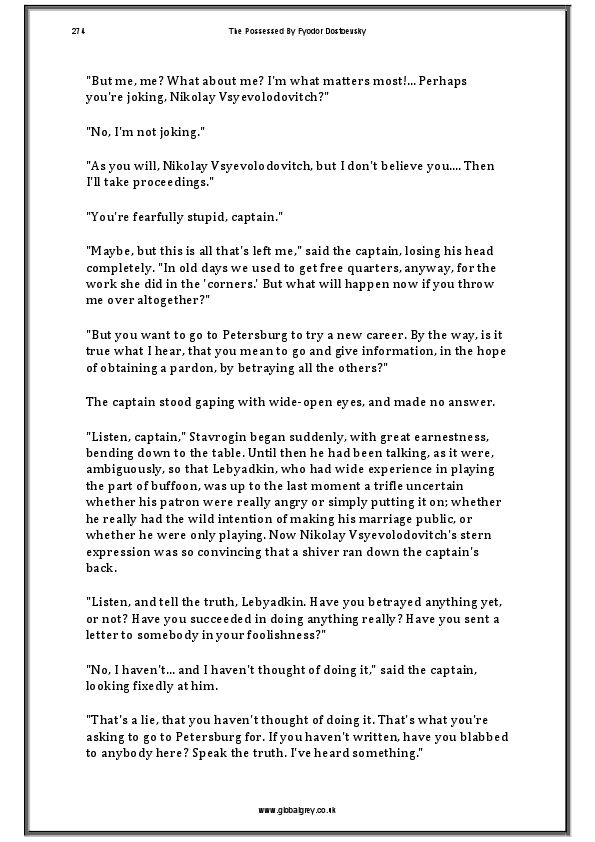 274
The Possessed By Fyodor Dostoevsky
"But me, me? What about me? I'm what matters most!... Perhaps
you're joking, Nikolay Vsyevolodovitch?"
"No, I'm not joking."
"As you will, Nikolay Vsyevolodovitch, but I don't believe you.... Then
I'll take proceedings."
"You're fearfully stupid, captain."
"Maybe, but this is all that's left me," said the captain, losing his head
completely. "In old days we used to get free quarters, anyway, for the
work she did in the 'corners.' But what will happen now if you throw
me over altogether?"
"But you want to go to Petersburg to try a new career. By the way, is it
true what I hear, that you mean to go and give information, in the hope
of obtaining a pardon, by betraying all the others?"
The captain stood gaping with wide-open eyes, and made no answer.
"Listen, captain," Stavrogin began suddenly, with great earnestness,
bending down to the table. Until then he had been talking, as it were,
ambiguously, so that Lebyadkin, who had wide experience in playing
the part of buffoon, was up to the last moment a trifle uncertain
whether his patron were really angry or simply putting it on; whether
he really had the wild intention of making his marriage public, or
whether he were only playing. Now Nikolay Vsyevolodovitch's stern
expression was so convincing that a shiver ran down the captain's
back.
"Listen, and tell the truth, Lebyadkin. Have you betrayed anything yet,
or not? Have you succeeded in doing anything really? Have you sent a
letter to somebody in your foolishness?"
"No, I haven't... and I haven't thought of doing it," said the captain,
looking fixedly at him.
"That's a lie, that you haven't thought of doing it. That's what you're
asking to go to Petersburg for. If you haven't written, have you blabbed
to anybody here? Speak the truth. I've heard something."
www.globalgrey.co.uk